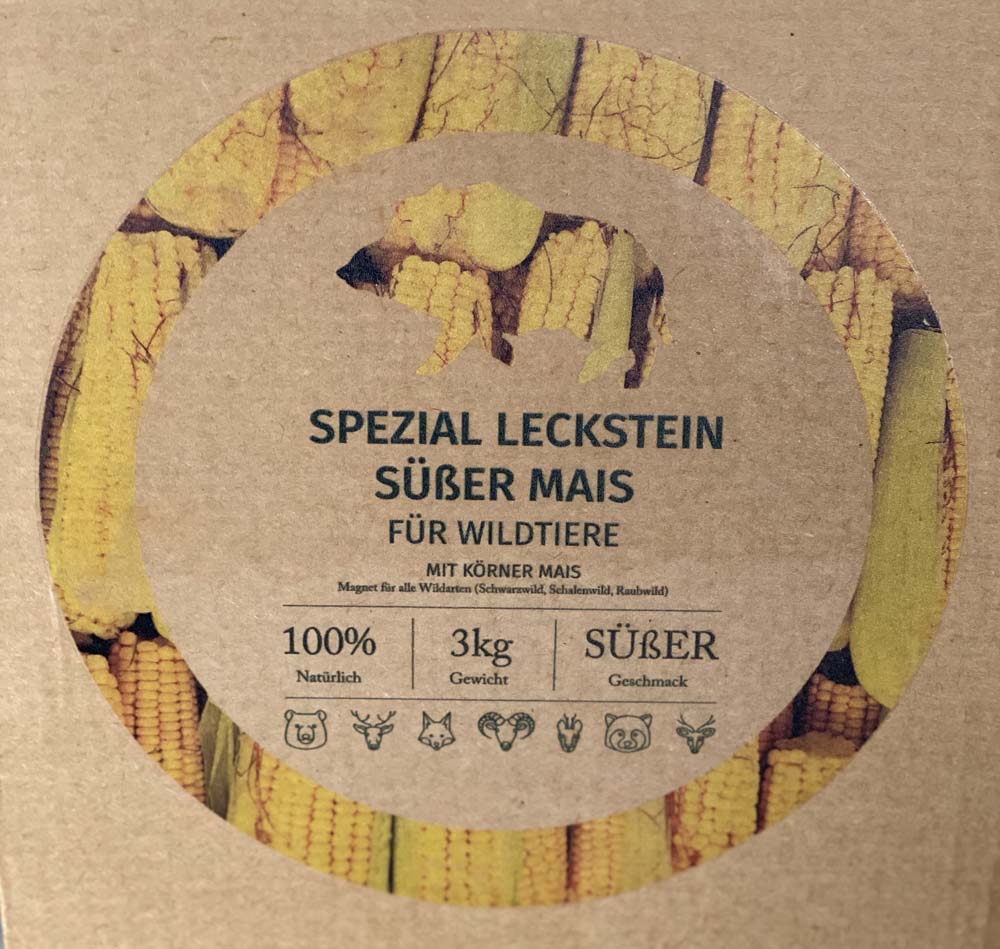 SPEZIAL LECKSTEIN
SÜßER MAIS
FÜR WILDTIERE
MIT KÖRNER MAIS
Magnet für alle Wildarten (Schwarzwild, Schalenwild, Raubwild)
100% 3kg SÜßER
Natürlich Gewicht Geschmack